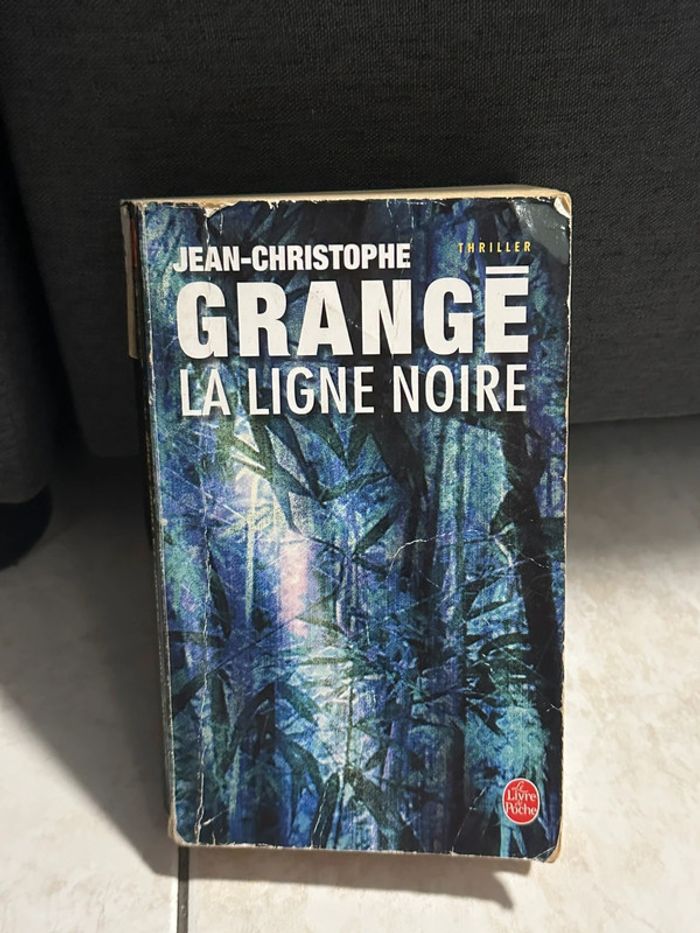 JEAN-CHRISTOPHE
THRILLER
GRANGÉ
LA LIGNE NOIRE
Le
Livre
de
Poche